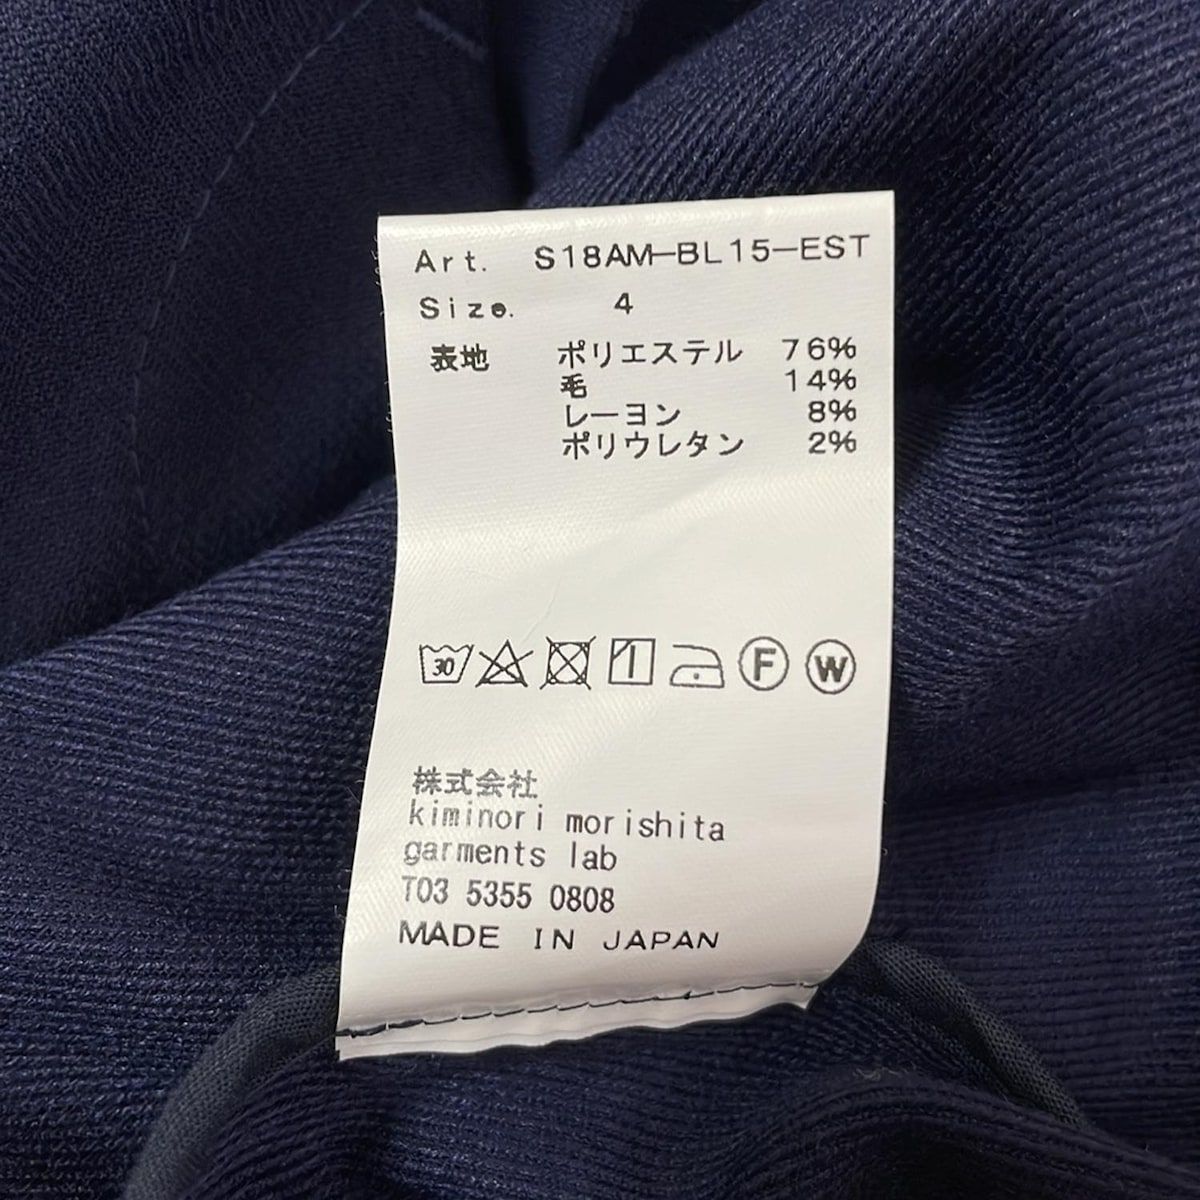 Art. S18AM-BL15-EST
Size. 4
表地 ポリエステル 76%
毛 14%
レーヨン 8%
ポリウレタン 2%
30 F W
株式会社
kiminori morishita
garments lab
T03 5355 0808
MADE IN JAPAN